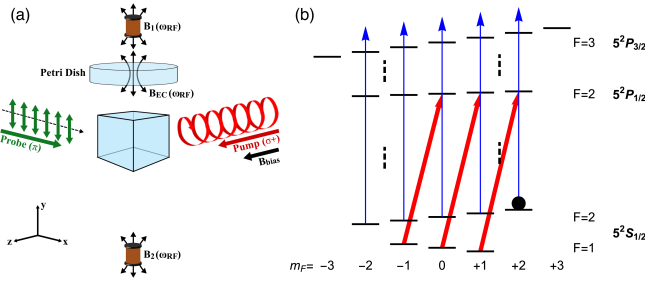 (a)
B1(ωRF)
Petri Dish
BEC(ωRF)
Probe (π)
Pump (σ+)
Bbias
y
z
x
B2(ωRF)
(b)
F=3 5²P3/2
F=2 5²P1/2
F=2
5²S1/2
F=1
mF= −3 −2 −1 0 +1 +2 +3